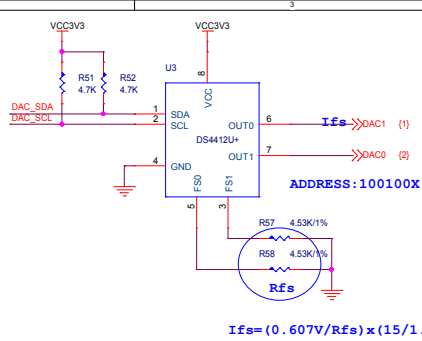 3
VCC3V3
VCC3V3
R51
4.7K
R52
4.7K
U3
8
VCC
DAC_SDA
DAC_SCL
1
2
SDA
SCL
DS4412U+
OUT0
6
Ifs
DAC1 {1}
OUT1
7
DAC0 {2}
4
GND
FS0
FS1
5
3
ADDRESS:100100X
R57
4.53K/1%
R58
4.53K/1%
Rfs
Ifs=(0.607V/Rfs)x(15/1.